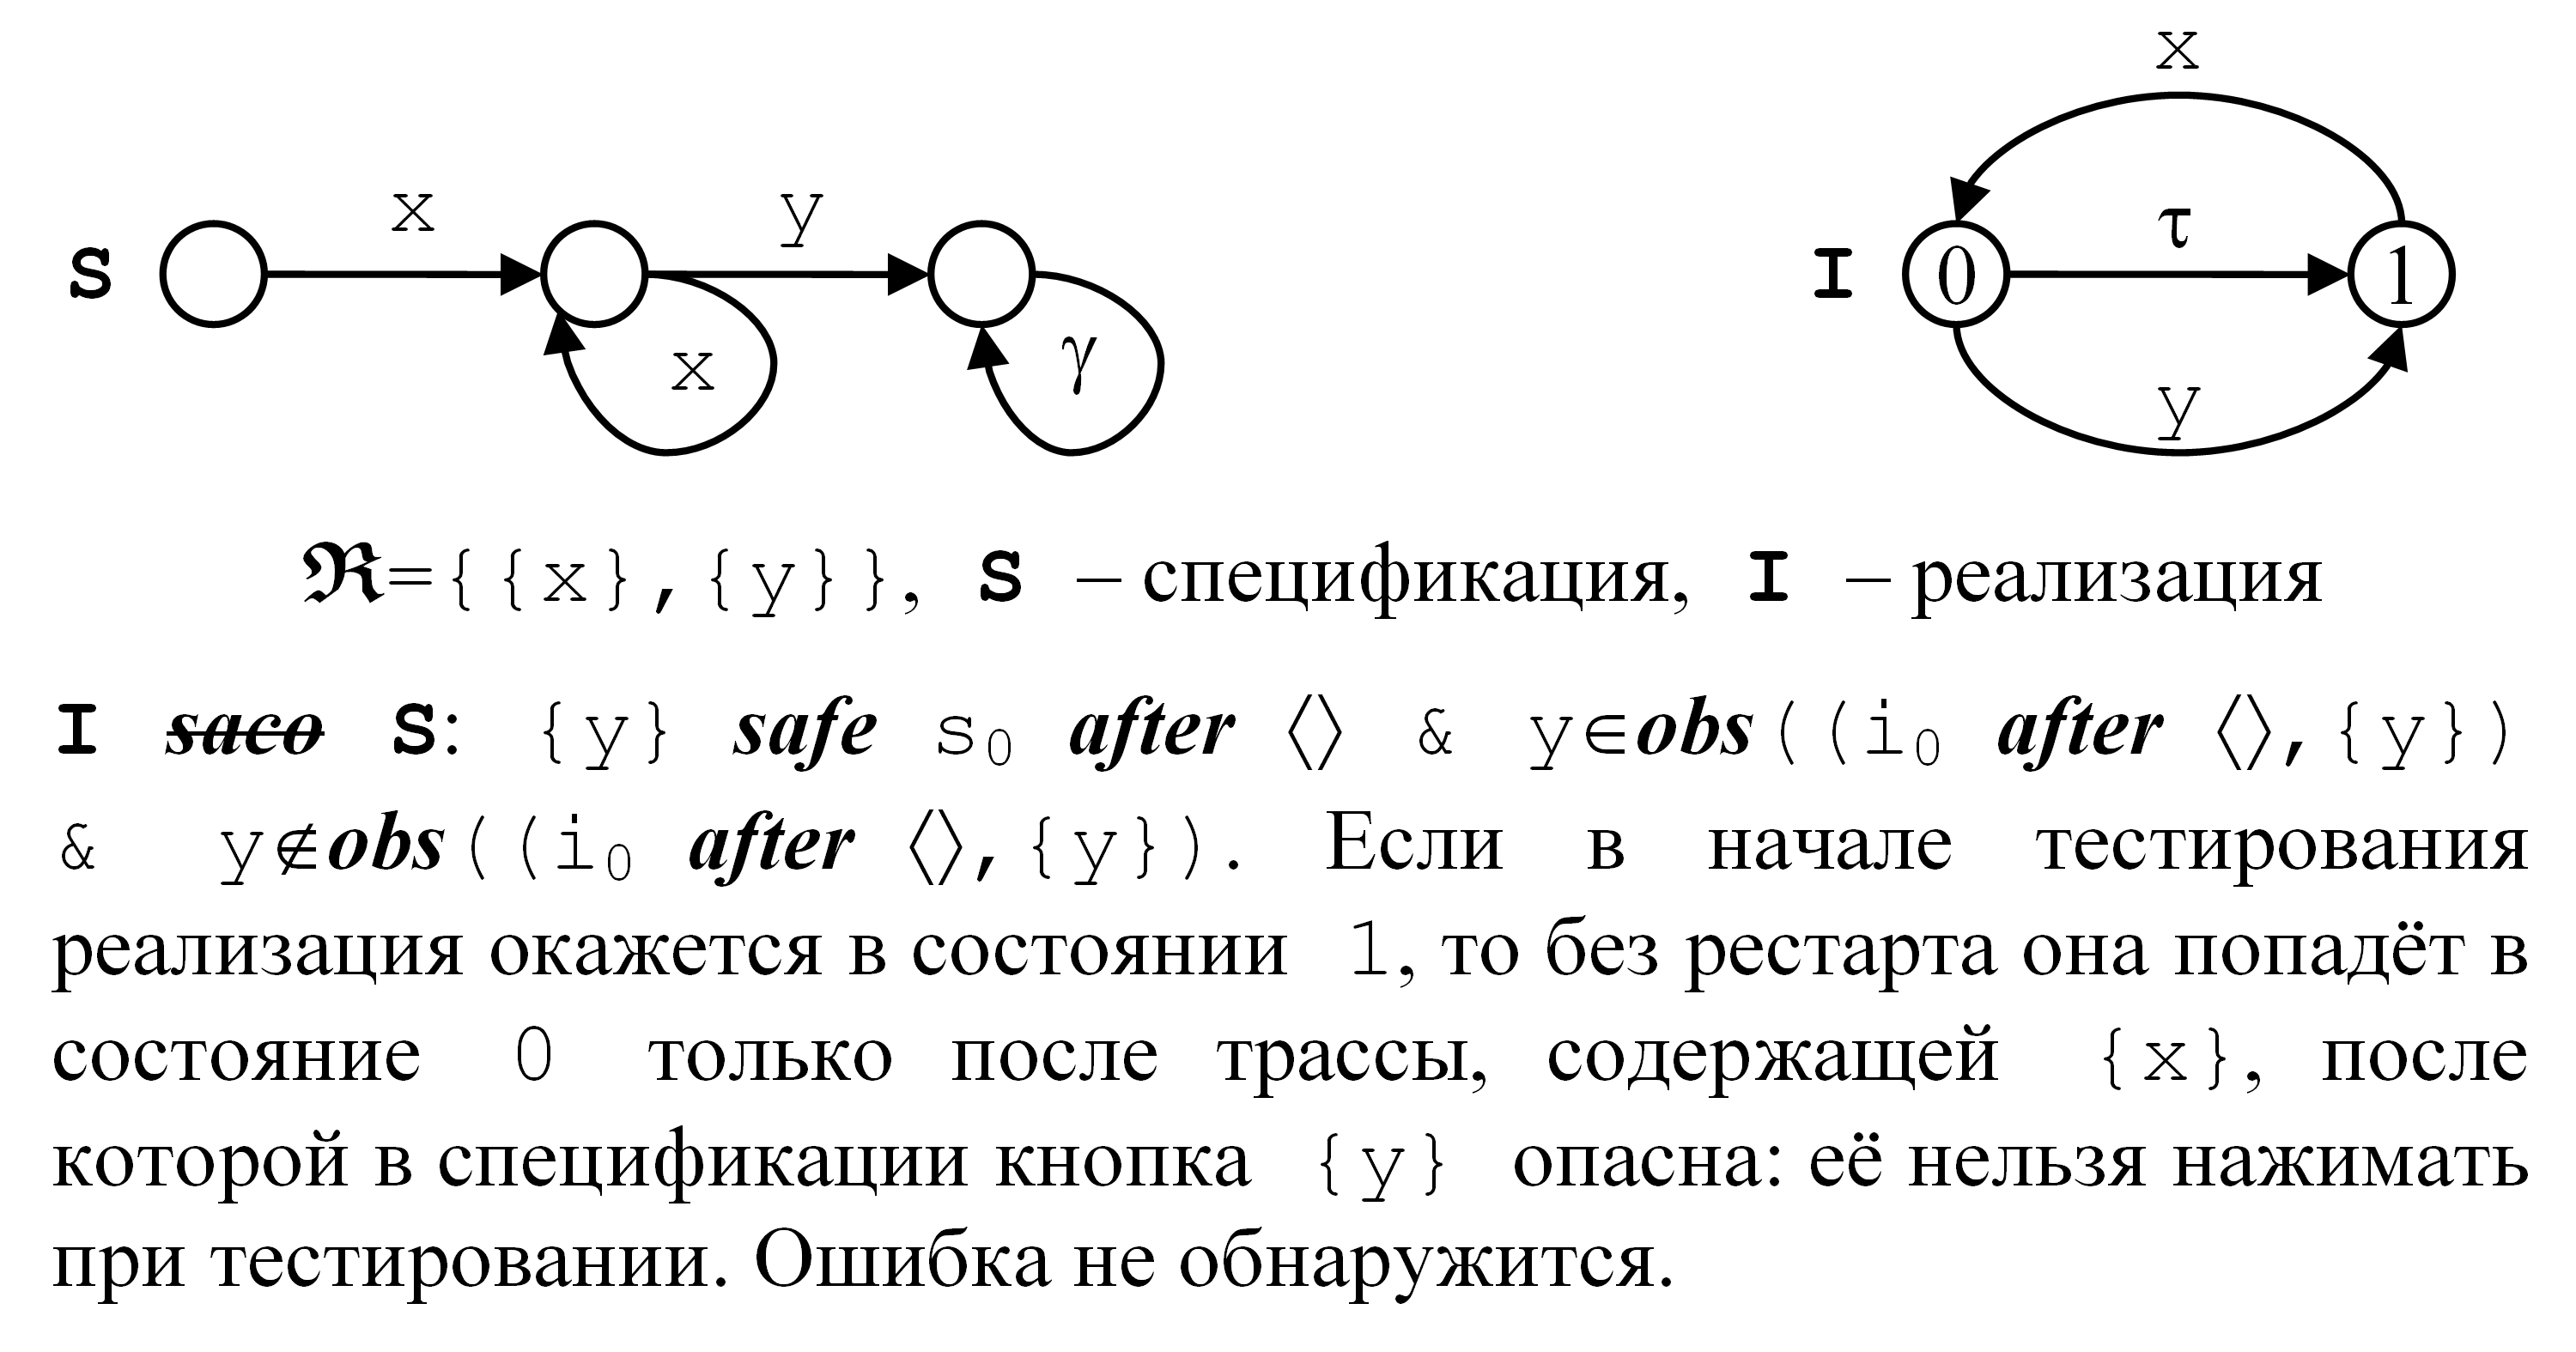 x
x
y
τ
S
I
0
1
x
γ
y
ℜ={{x},{y}}, S – спецификация, I – реализация
I saco S: {y} safe s₀ after ⟨⟩ & y∈obs((i₀ after ⟨⟩,{y})
& y∉obs((i₀ after ⟨⟩,{y}). Если в начале тестирования
реализация окажется в состоянии 1, то без рестарта она попадёт в
состояние 0 только после трассы, содержащей {x}, после
которой в спецификации кнопка {y} опасна: её нельзя нажимать
при тестировании. Ошибка не обнаружится.